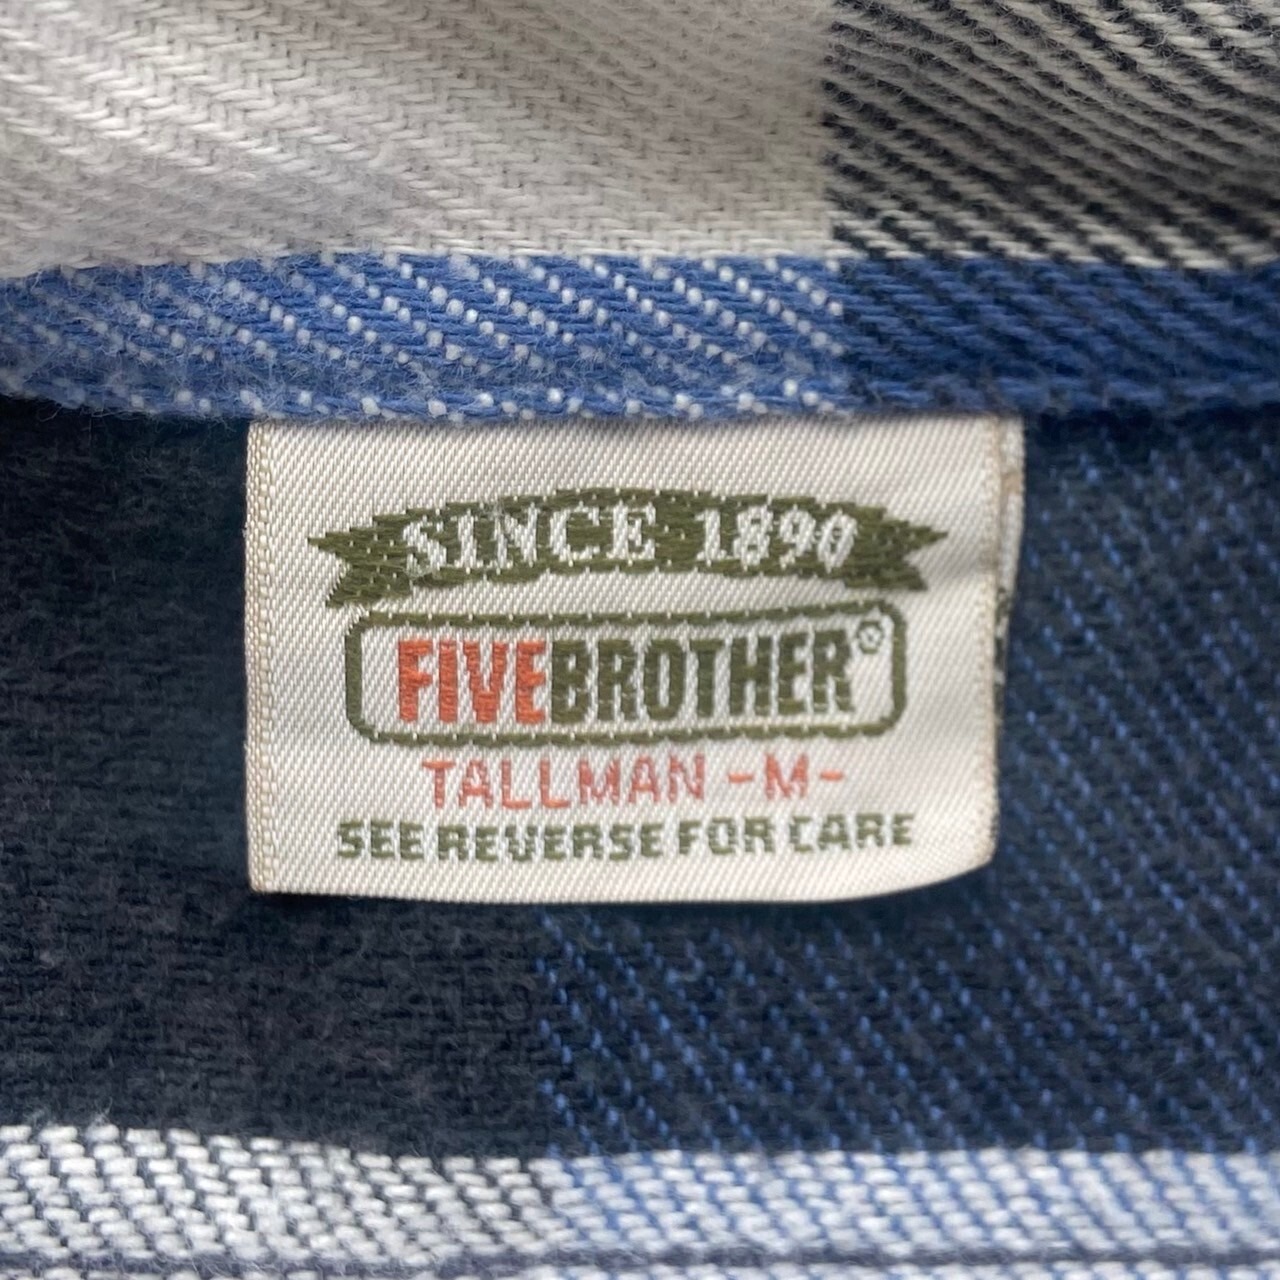 SINCE 1890
FIVEBROTHER®
TALLMAN -M-
SEE REVERSE FOR CARE